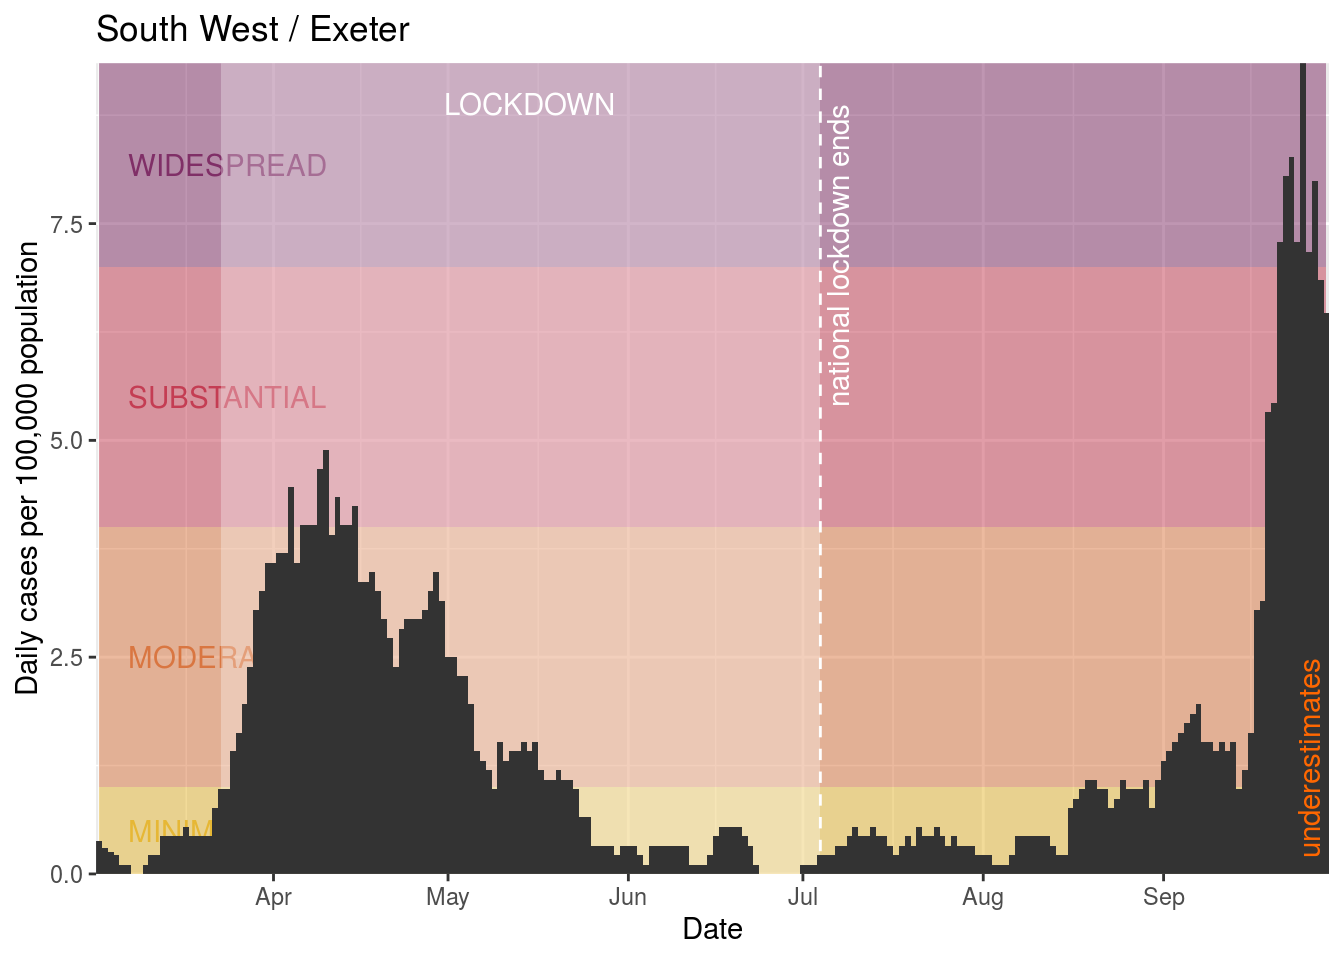 South West / Exeter
LOCKDOWN
WIDESPREAD
SUBSTANTIAL
MODERA
MINIM
national lockdown ends
underestimates
Daily cases per 100,000 population
7.5
5.0
2.5
0.0
Apr
May
Jun
Jul
Aug
Sep
Date